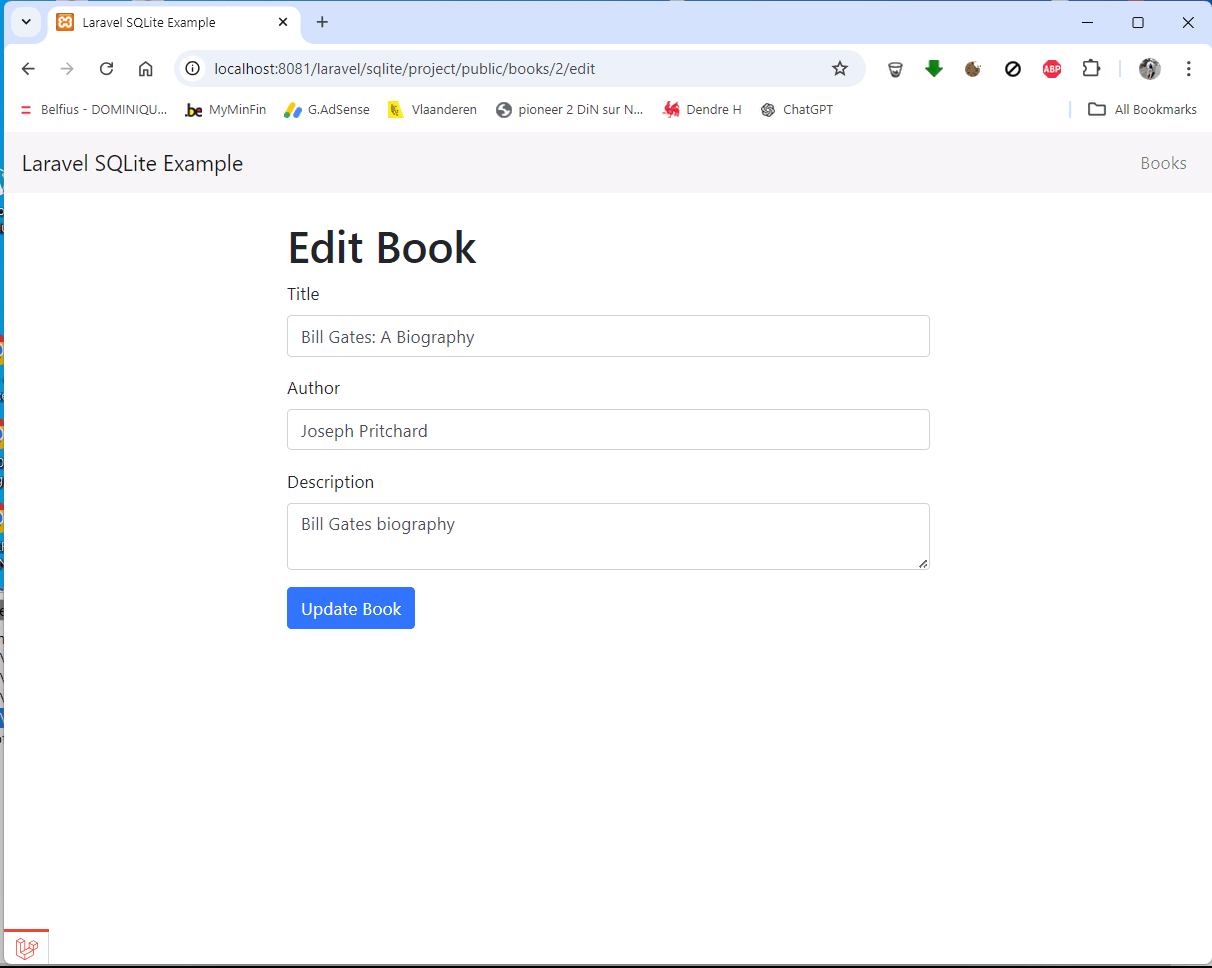 Laravel SQLite Example
localhost:8081/laravel/sqlite/project/public/books/2/edit
ABP
Belfius - DOMINIQU...
.be MyMinFin
G.AdSense
Vlaanderen
pioneer 2 DiN sur N...
Dendre H
ChatGPT
All Bookmarks
Laravel SQLite Example
Books
Edit Book
Title
Bill Gates: A Biography
Author
Joseph Pritchard
Description
Bill Gates biography
Update Book